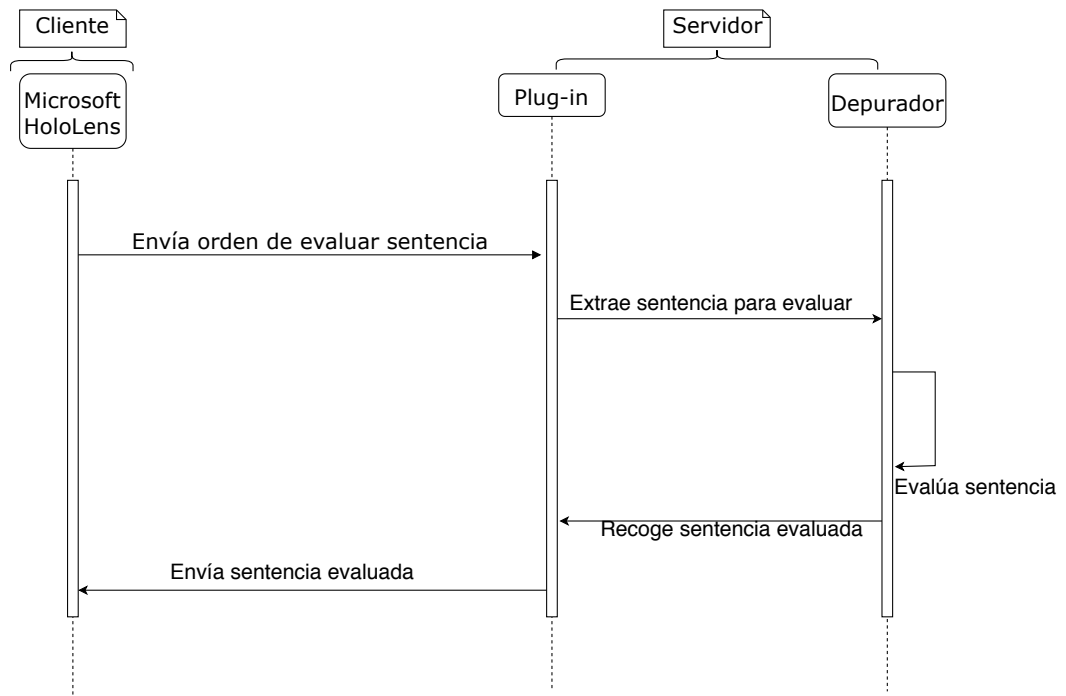 Cliente
Servidor
Microsoft
HoloLens
Plug-in
Depurador
Envía orden de evaluar sentencia
Extrae sentencia para evaluar
Evalúa sentencia
Recoge sentencia evaluada
Envía sentencia evaluada